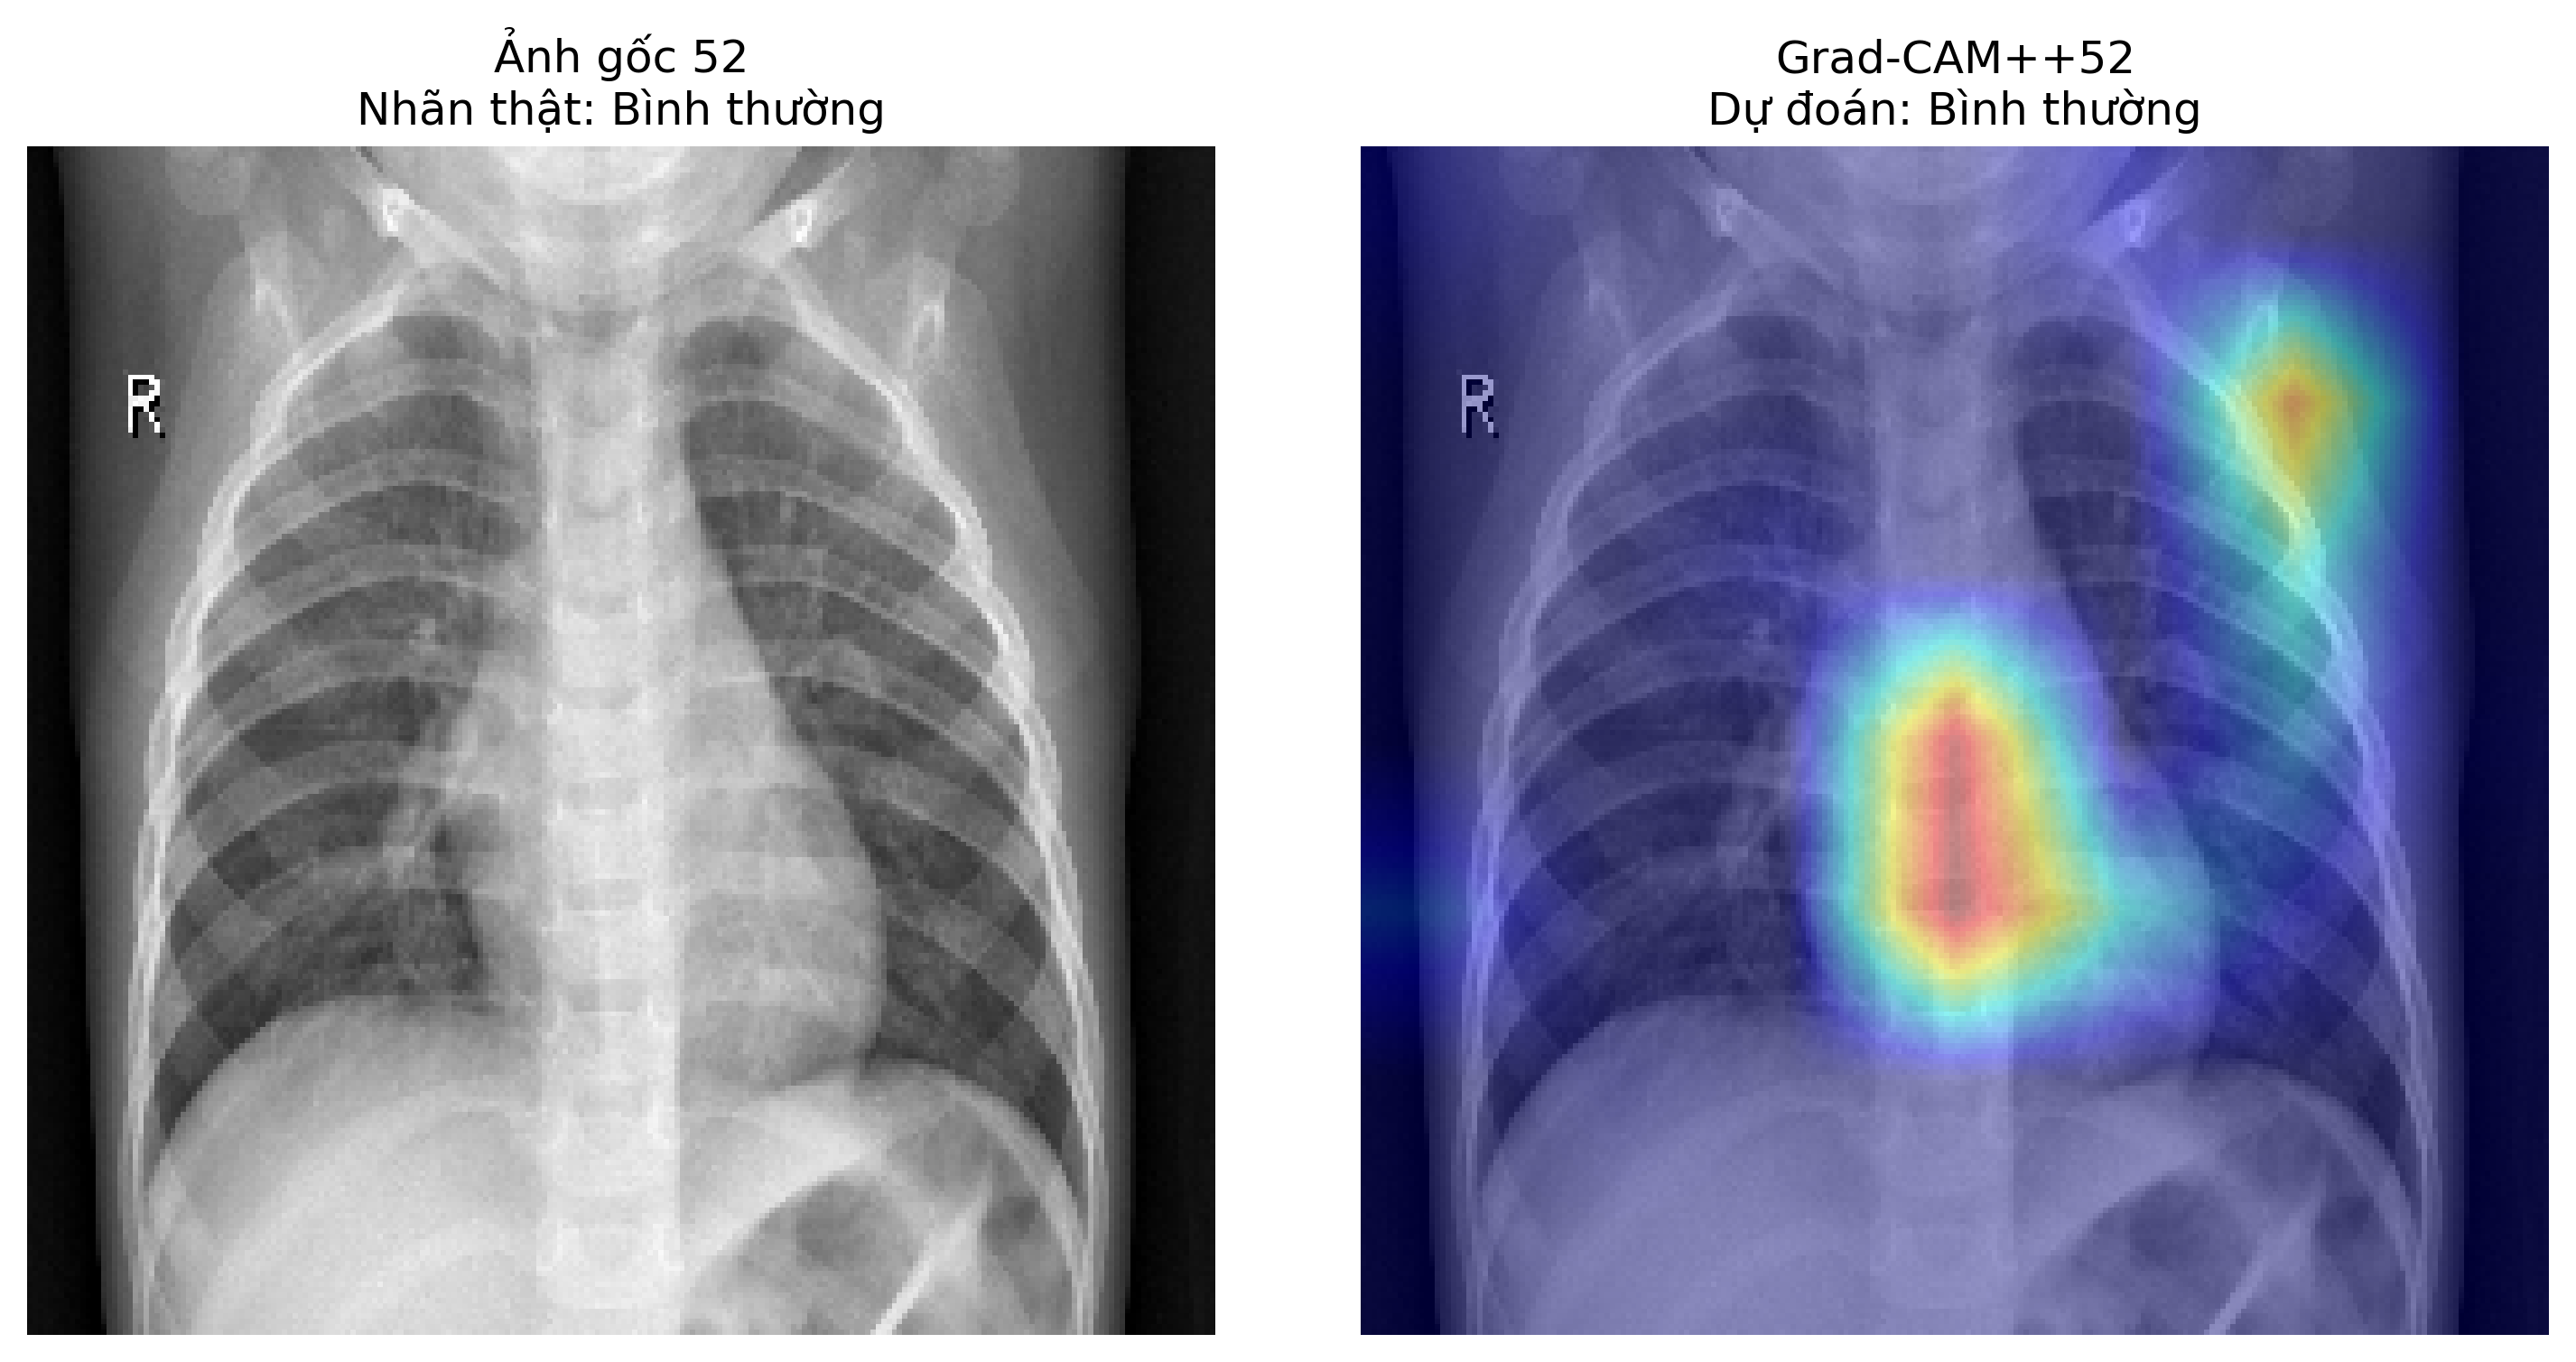 Ảnh gốc 52
Nhãn thật: Bình thường
Grad-CAM++52
Dự đoán: Bình thường
R
R